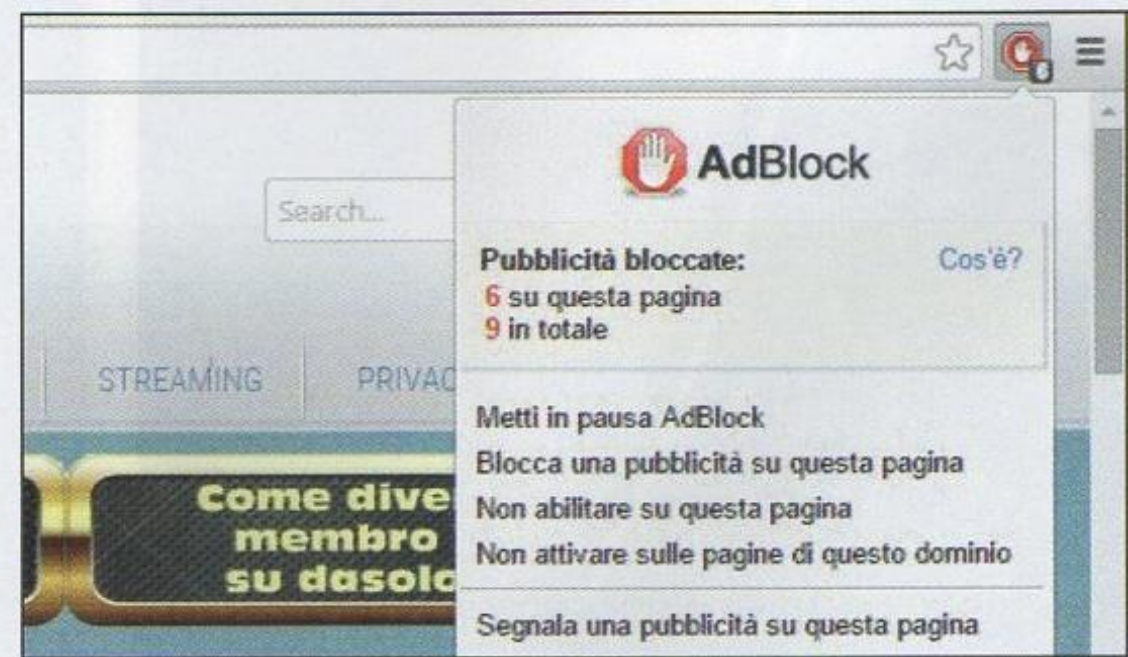 Search...
AdBlock
Pubblicità bloccate:
Cos'è?
6 su questa pagina
9 in totale
STREAMING
Metti in pausa AdBlock
Blocca una pubblicità su questa pagina
Non abilitare su questa pagina
Non attivare sulle pagine di questo dominio
Segnala una pubblicità su questa pagina
PRIVAC
Come dive
membro
su dasolo
6